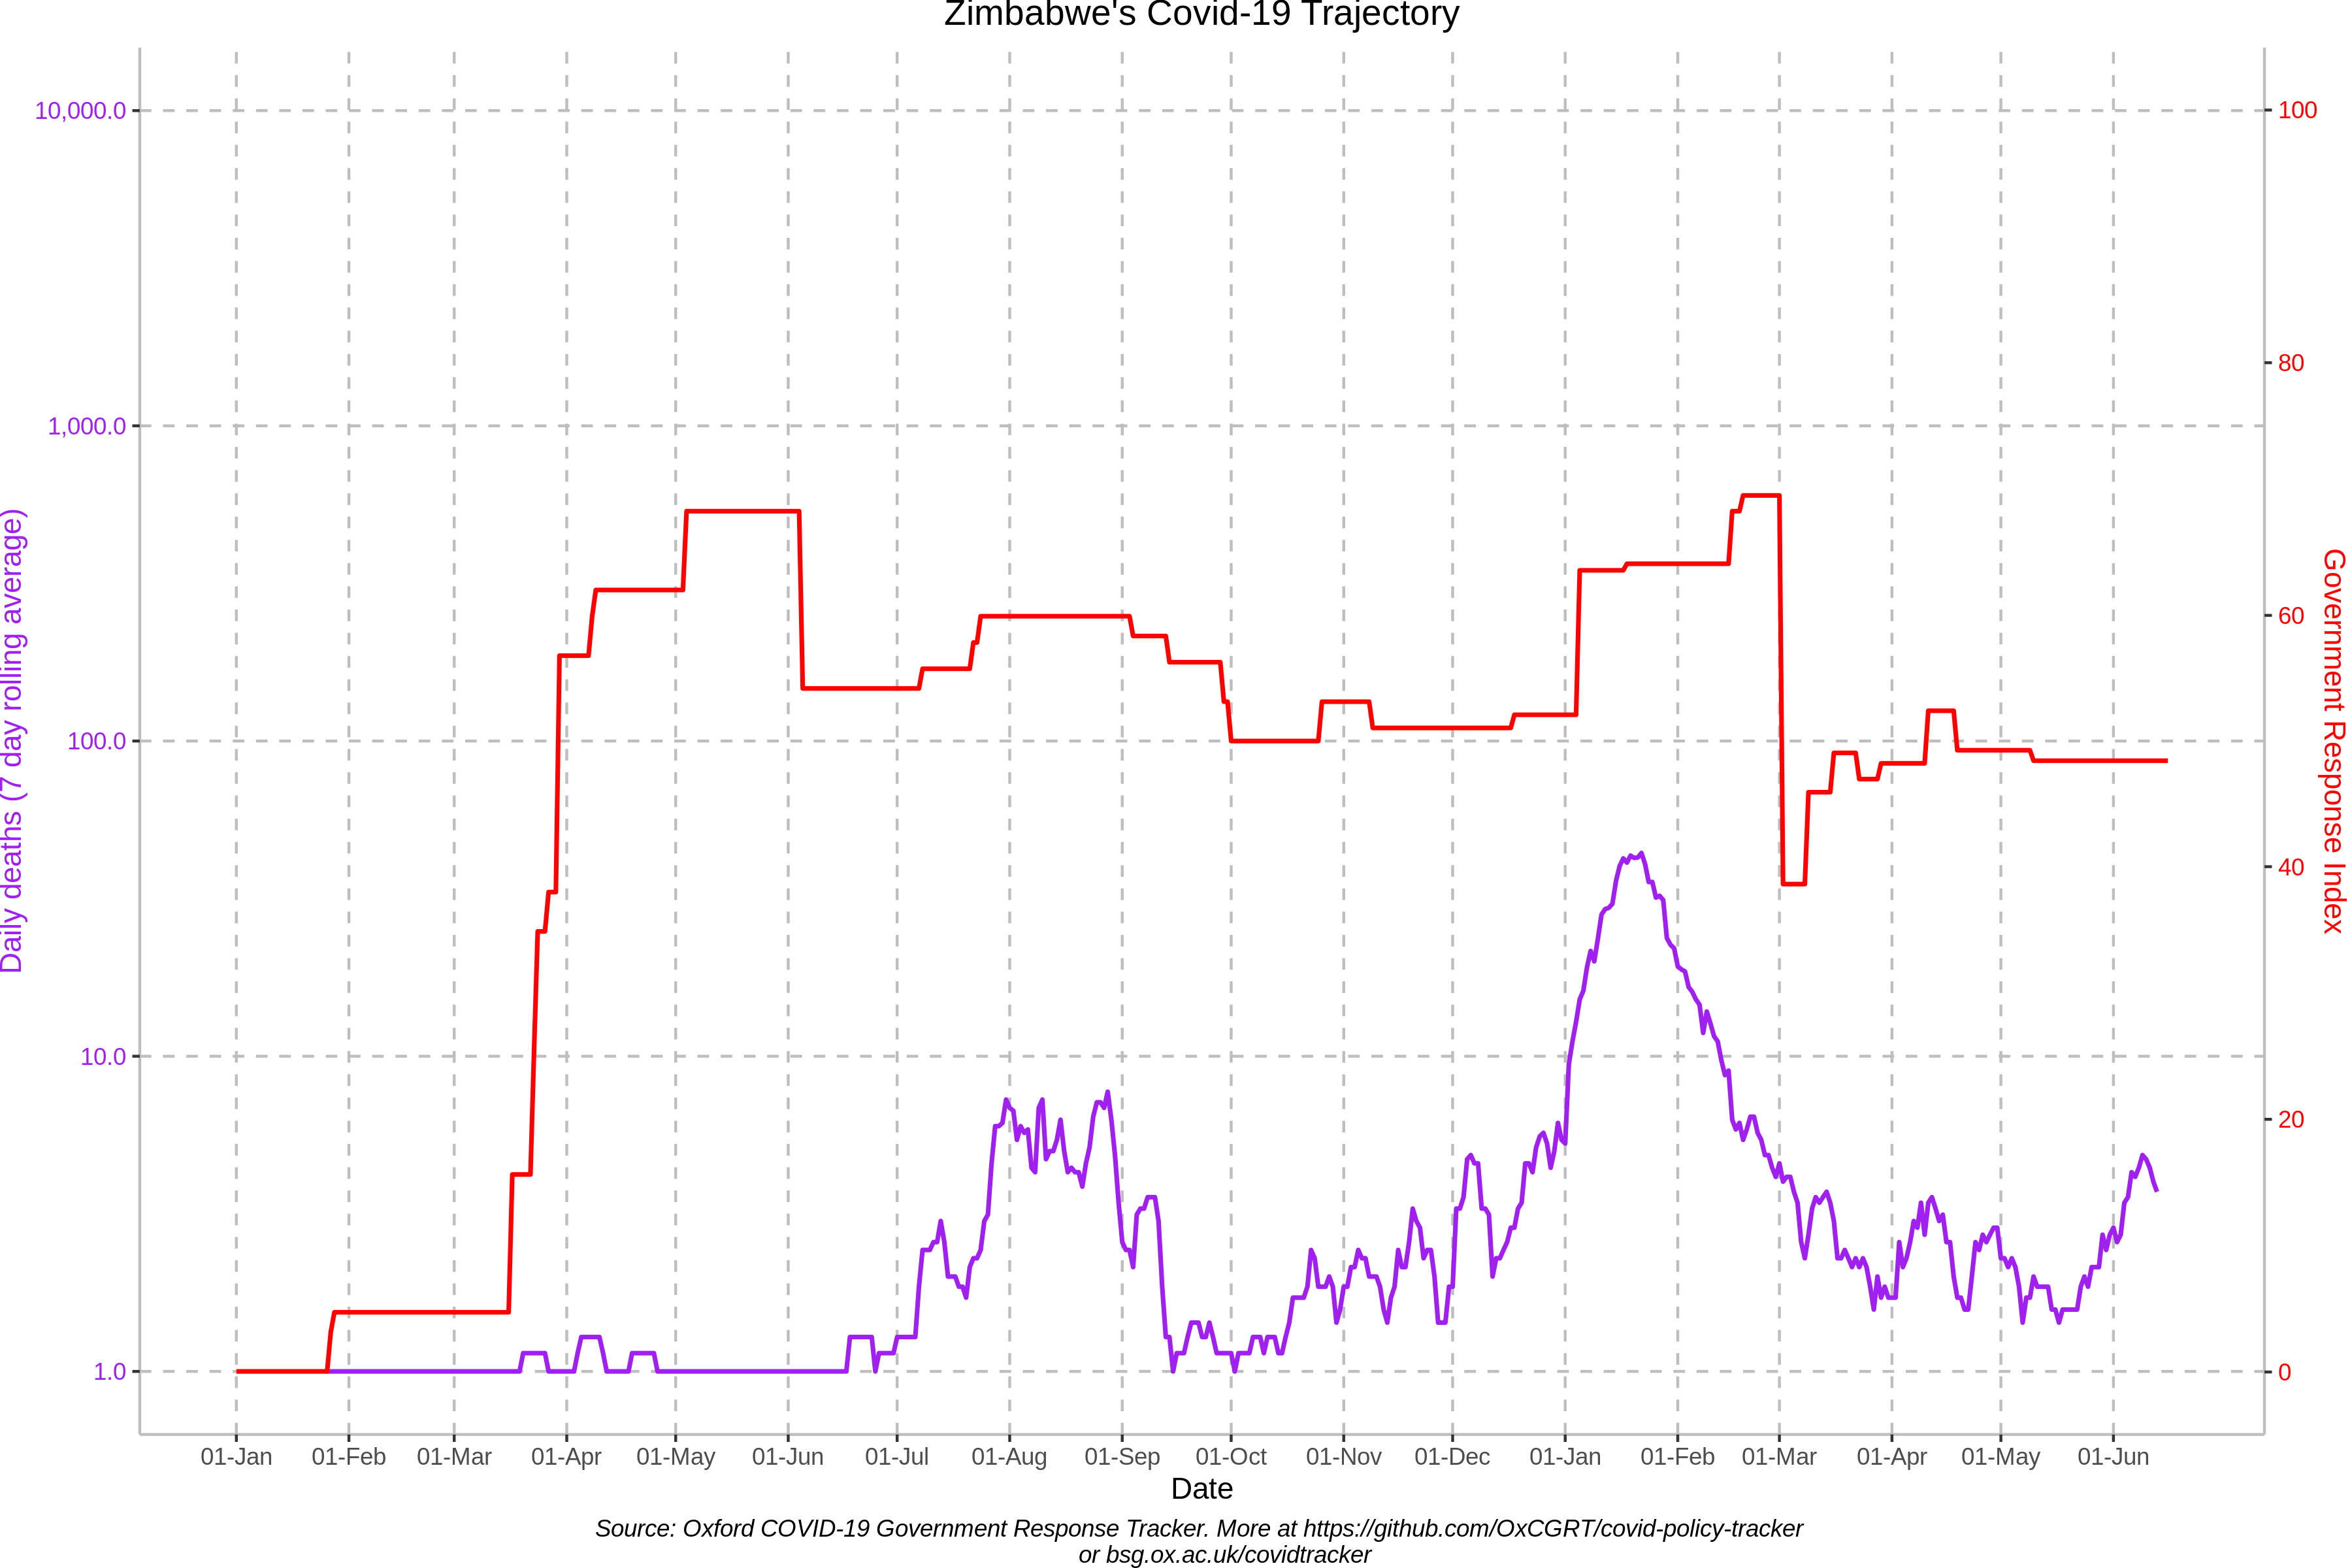 Zimbabwe's Covid-19 Trajectory
10,000.0
1,000.0
100.0
10.0
1.0
Daily deaths (7 day rolling average)
100
80
60
40
20
0
Government Response Index
01-Jan 01-Feb 01-Mar 01-Apr 01-May 01-Jun 01-Jul 01-Aug 01-Sep 01-Oct 01-Nov 01-Dec 01-Jan 01-Feb 01-Mar 01-Apr 01-May 01-Jun
Date
Source: Oxford COVID-19 Government Response Tracker. More at https://github.com/OxCGRT/covid-policy-tracker
or bsg.ox.ac.uk/covidtracker